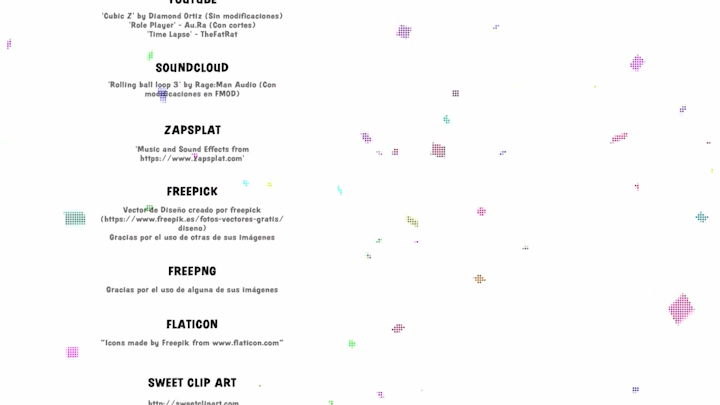 YOUTUBE
'Cubic Z' by Diamond Ortiz (Sin modificaciones)
'Role Player' - Au.Ra (Con cortes)
'Time Lapse' - TheFatRat
SOUNDCLOUD
'Rolling ball loop 3' by Rage:Man Audio (Con
modificaciones en FMOD)
ZAPSPLAT
'Music and Sound Effects from
https://www.zapsplat.com'
FREEPICK
Vector de Diseño creado por freepick
(https://www.freepik.es/fotos-vectores-gratis/
diseno)
Gracias por el uso de otras de sus imágenes
FREEPNG
Gracias por el uso de alguna de sus imágenes
FLATICON
"Icons made by Freepik from www.flaticon.com"
SWEET CLIP ART
http://sweetclipart.com